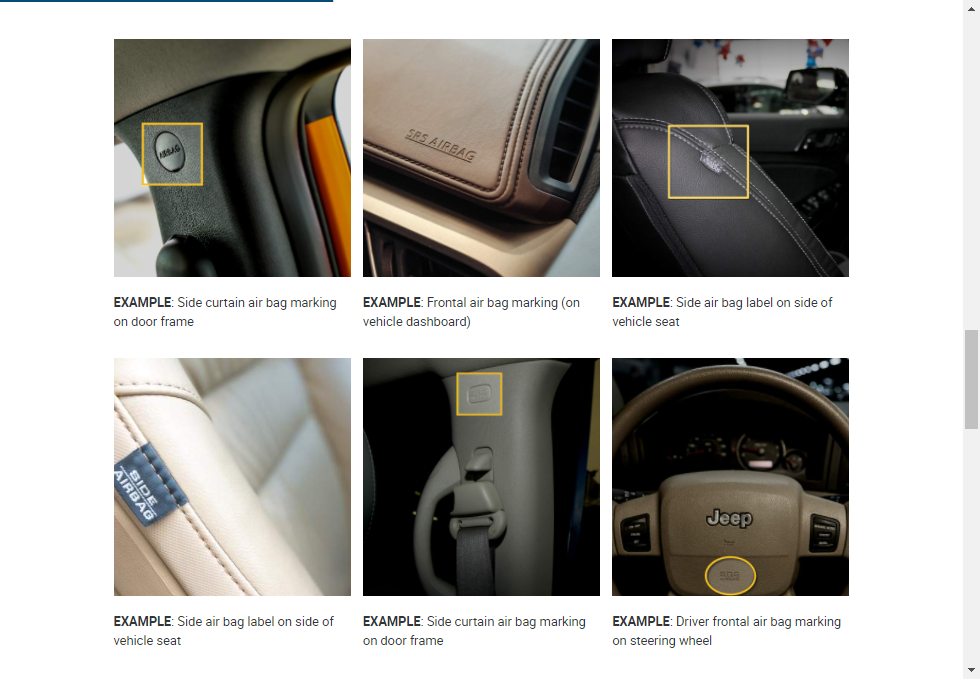 AIRBAG
SRS AIRBAG
EXAMPLE: Side curtain air bag marking
on door frame
EXAMPLE: Frontal air bag marking (on
vehicle dashboard)
EXAMPLE: Side air bag label on side of
vehicle seat
SIDE
AIRBAG
Jeep
EXAMPLE: Side air bag label on side of
vehicle seat
EXAMPLE: Side curtain air bag marking
on door frame
EXAMPLE: Driver frontal air bag marking
on steering wheel